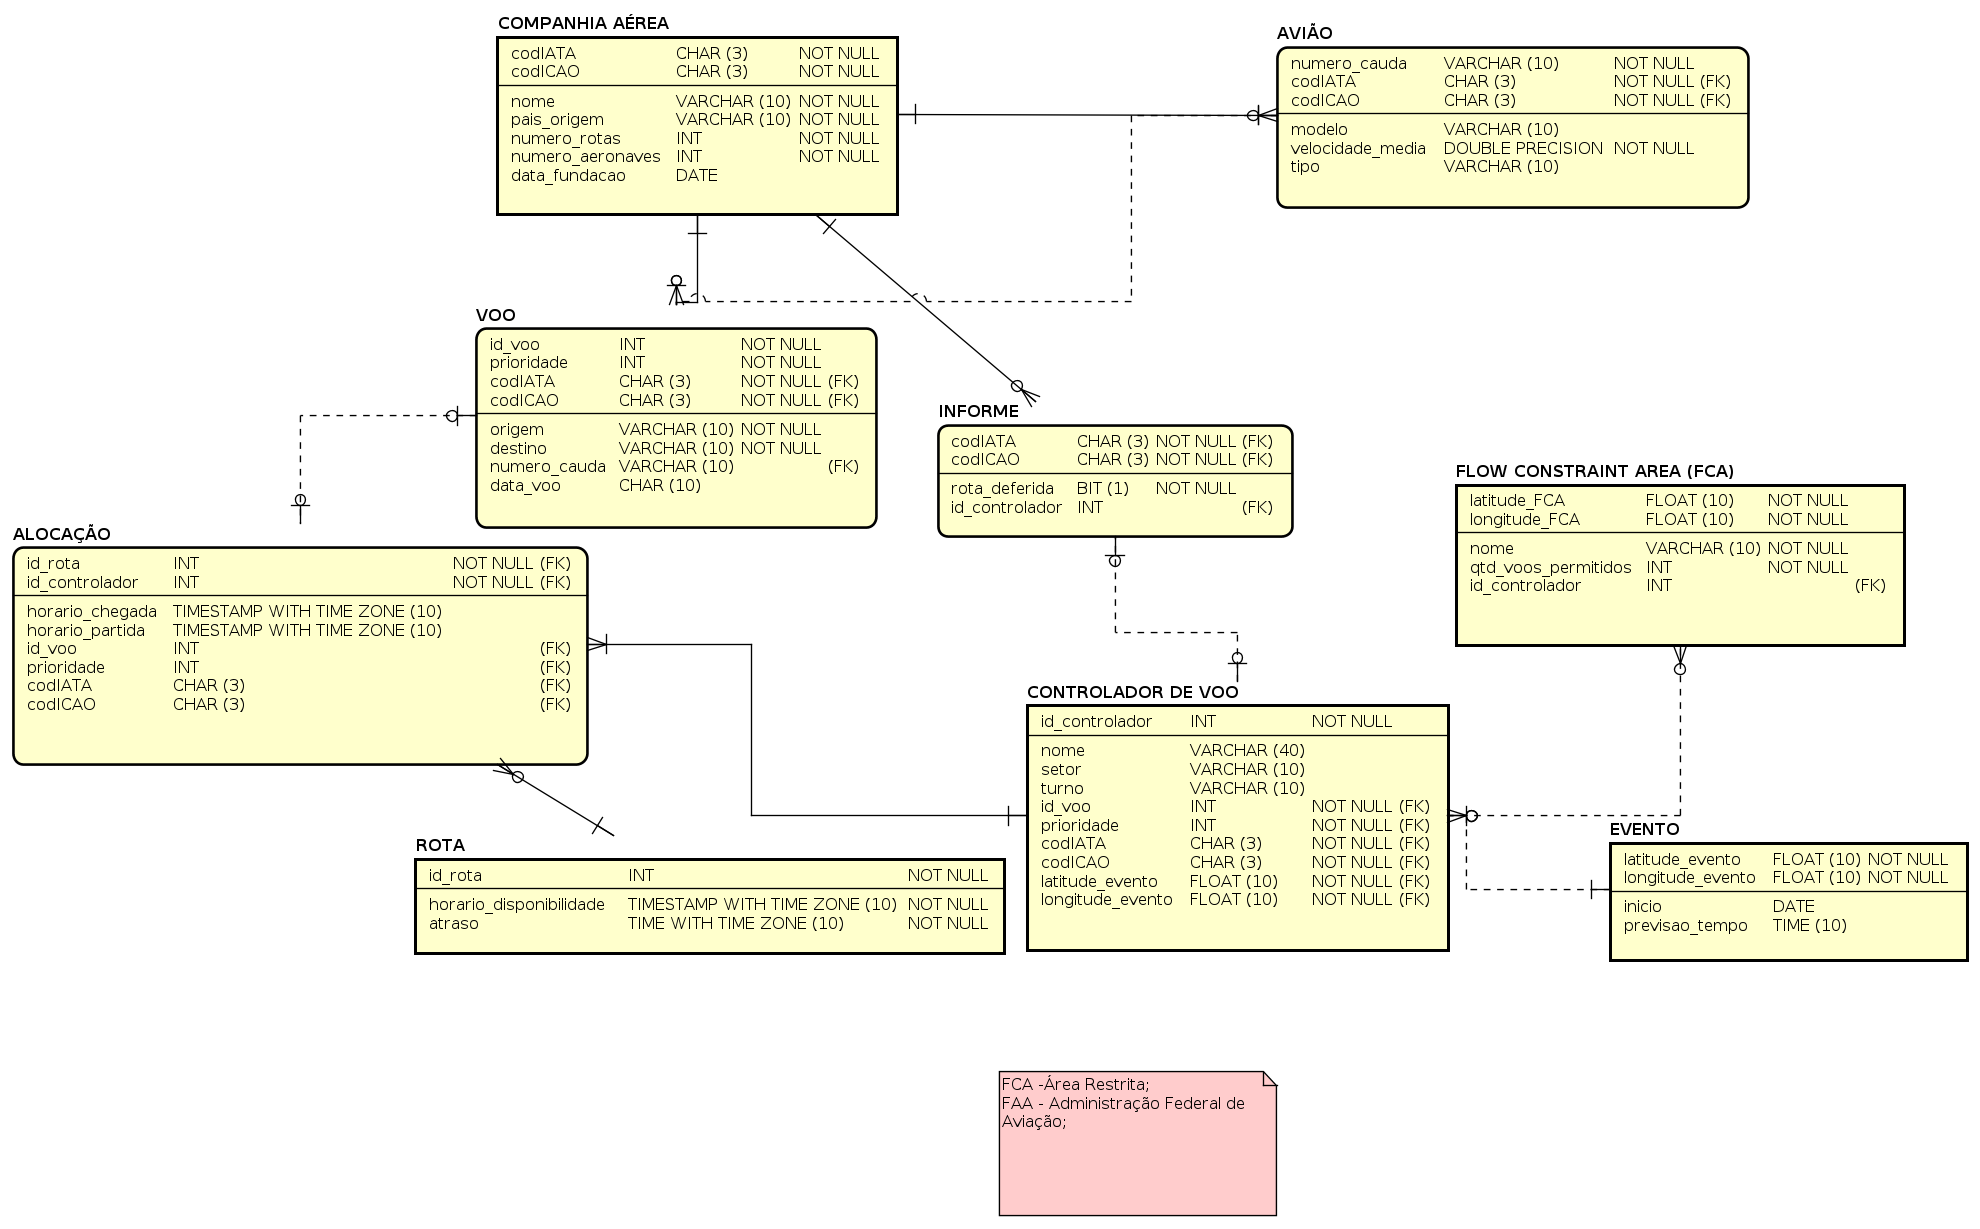 COMPANHIA AÉREA
codIATA CHAR (3) NOT NULL
codICAO CHAR (3) NOT NULL
nome VARCHAR (10) NOT NULL
pais_origem VARCHAR (10) NOT NULL
numero_rotas INT NOT NULL
numero_aeronaves INT NOT NULL
data_fundacao DATE
AVIÃO
numero_cauda VARCHAR (10) NOT NULL
codIATA CHAR (3) NOT NULL (FK)
codICAO CHAR (3) NOT NULL (FK)
modelo VARCHAR (10)
velocidade_media DOUBLE PRECISION NOT NULL
tipo VARCHAR (10)
VOO
id_voo INT NOT NULL
prioridade INT NOT NULL
codIATA CHAR (3) NOT NULL (FK)
codICAO CHAR (3) NOT NULL (FK)
origem VARCHAR (10) NOT NULL
destino VARCHAR (10) NOT NULL
numero_cauda VARCHAR (10) (FK)
data_voo CHAR (10)
INFORME
codIATA CHAR (3) NOT NULL (FK)
codICAO CHAR (3) NOT NULL (FK)
rota_deferida BIT (1) NOT NULL
id_controlador INT (FK)
FLOW CONSTRAINT AREA (FCA)
latitude_FCA FLOAT (10) NOT NULL
longitude_FCA FLOAT (10) NOT NULL
nome VARCHAR (10) NOT NULL
qtd_voos_permitidos INT NOT NULL
id_controlador INT (FK)
ALOCAÇÃO
id_rota INT NOT NULL (FK)
id_controlador INT NOT NULL (FK)
horario_chegada TIMESTAMP WITH TIME ZONE (10)
horario_partida TIMESTAMP WITH TIME ZONE (10)
id_voo INT (FK)
prioridade INT (FK)
codIATA CHAR (3) (FK)
codICAO CHAR (3) (FK)
CONTROLADOR DE VOO
id_controlador INT NOT NULL
nome VARCHAR (40)
setor VARCHAR (10)
turno VARCHAR (10)
id_voo INT NOT NULL (FK)
prioridade INT NOT NULL (FK)
codIATA CHAR (3) NOT NULL (FK)
codICAO CHAR (3) NOT NULL (FK)
latitude_evento FLOAT (10) NOT NULL (FK)
longitude_evento FLOAT (10) NOT NULL (FK)
ROTA
id_rota INT NOT NULL
horario_disponibilidade TIMESTAMP WITH TIME ZONE (10) NOT NULL
atraso TIME WITH TIME ZONE (10) NOT NULL
EVENTO
latitude_evento FLOAT (10) NOT NULL
longitude_evento FLOAT (10) NOT NULL
inicio DATE
previsao_tempo TIME (10)
FCA -Área Restrita;
FAA - Administração Federal de
Aviação;